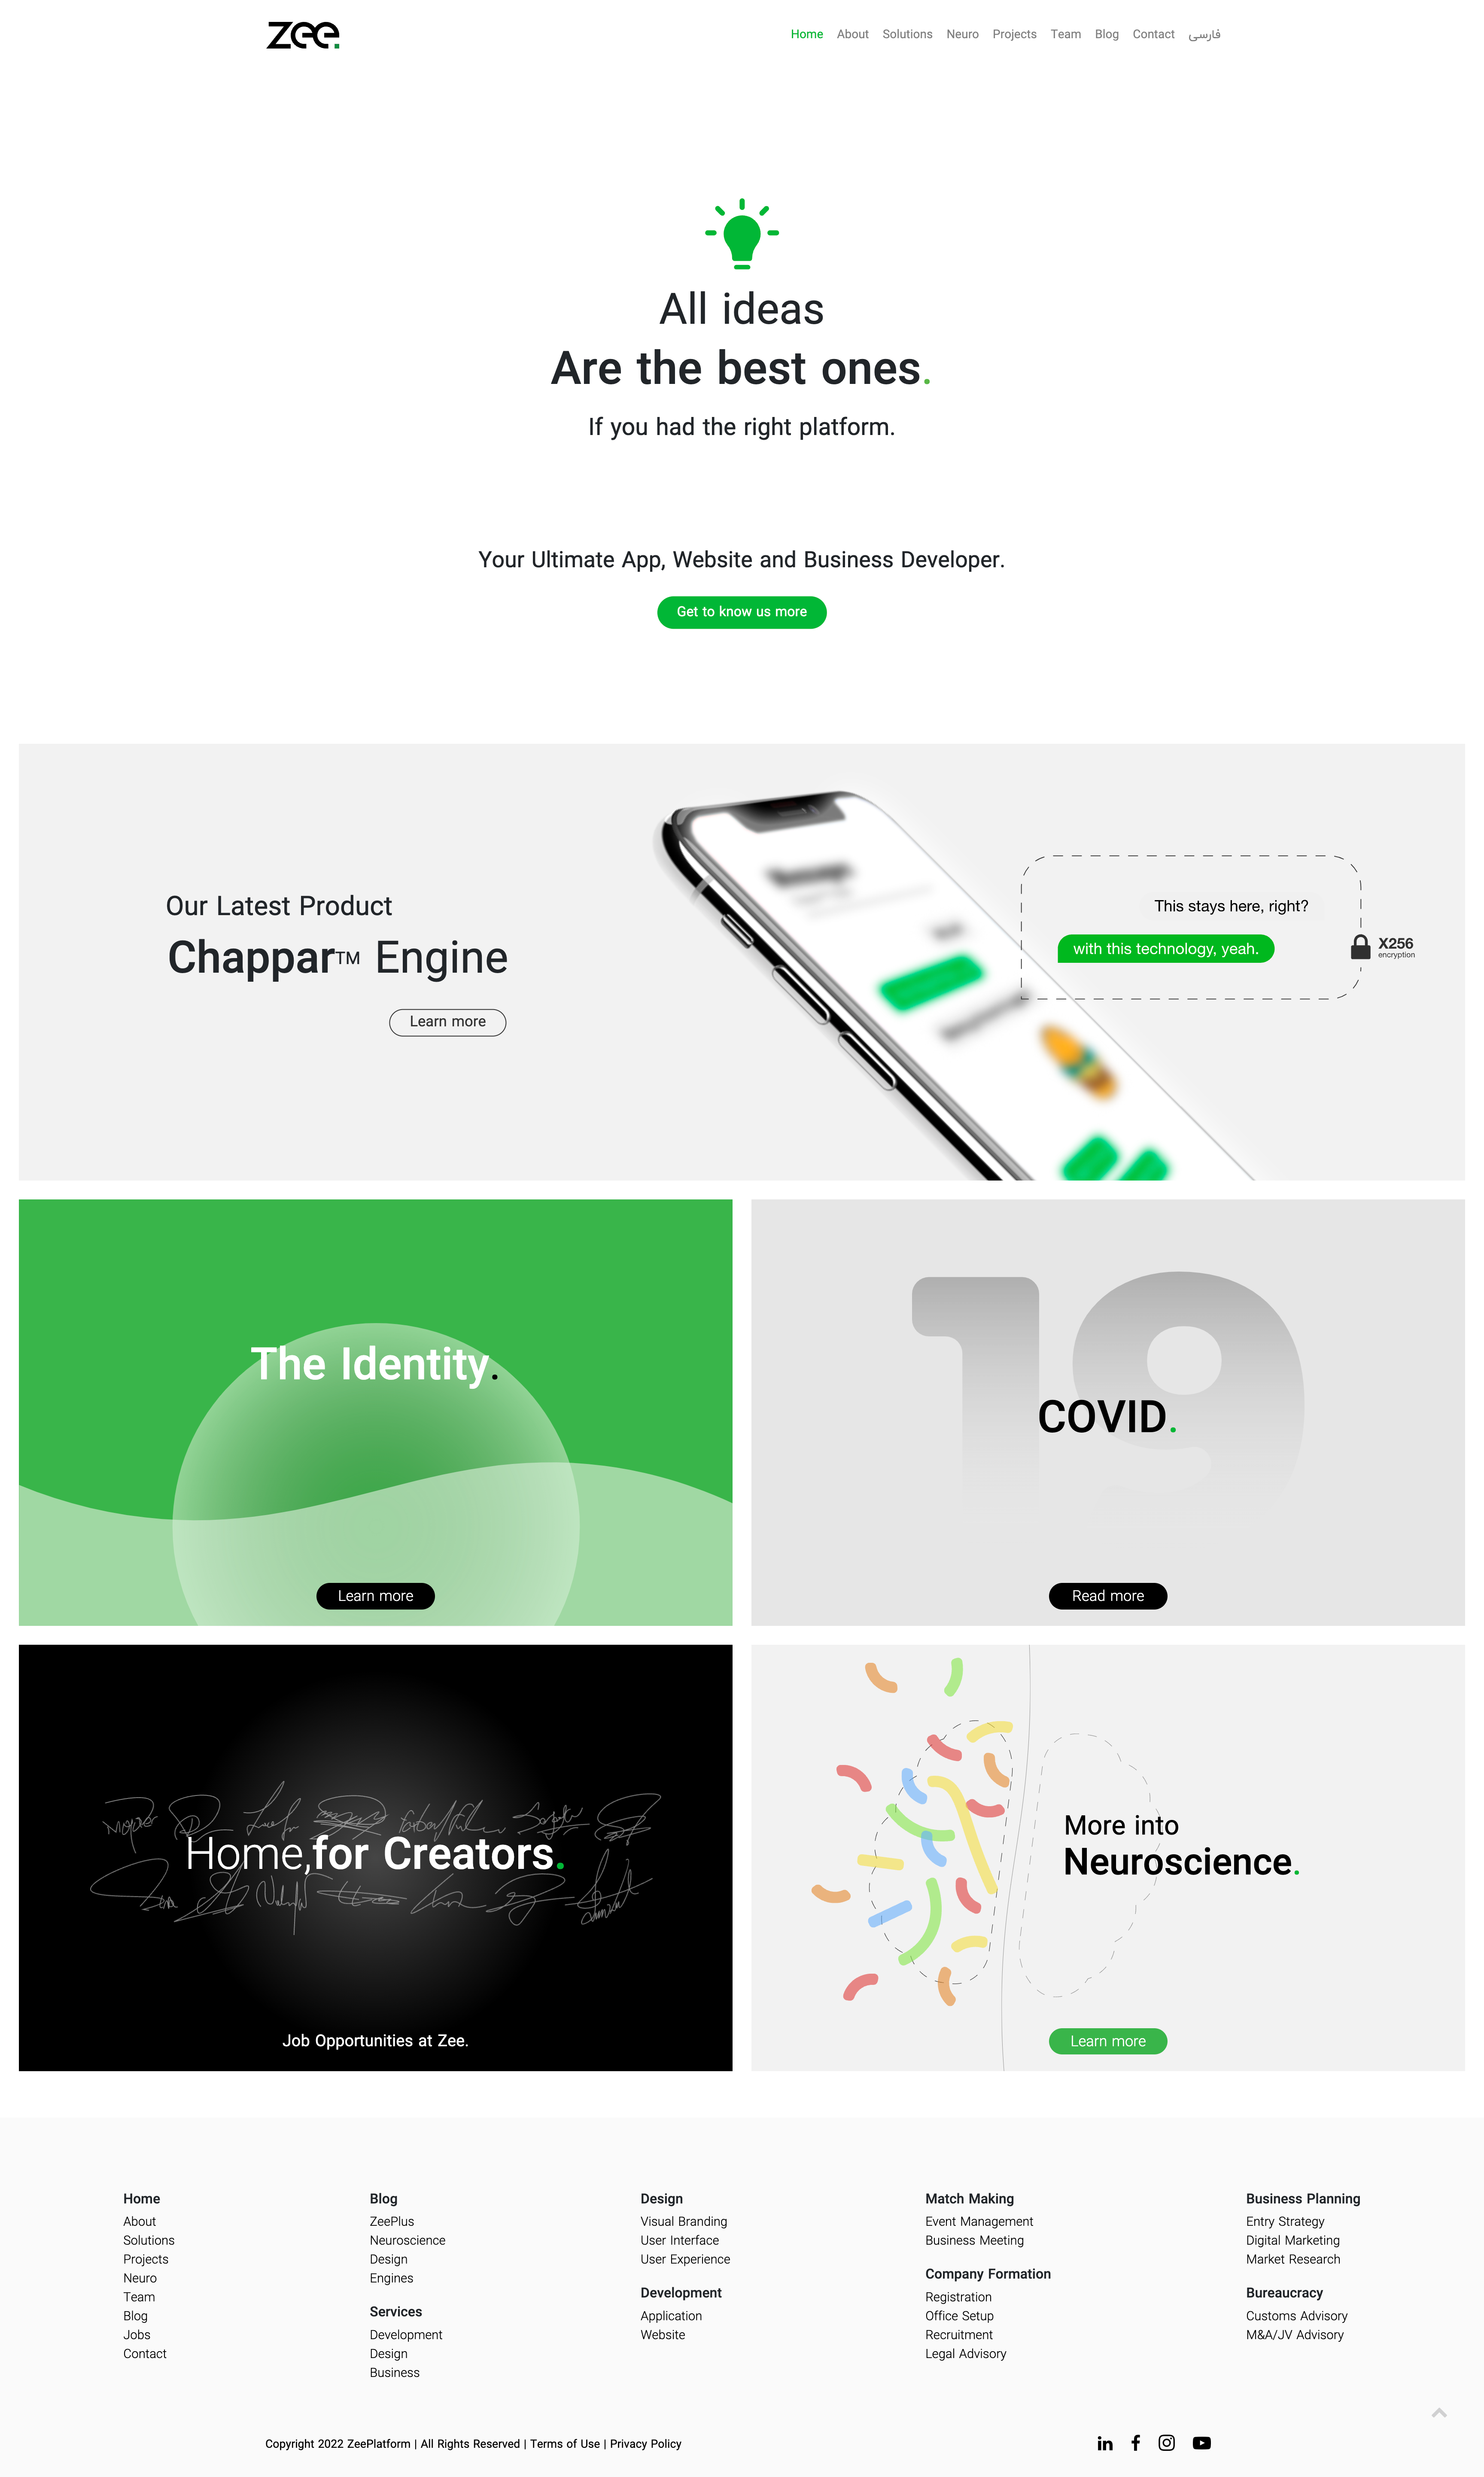 zee.
Home About Solutions Neuro Projects Team Blog Contact فارسی
All ideas
Are the best ones.
If you had the right platform.
Your Ultimate App, Website and Business Developer.
Get to know us more
Our Latest Product
Chappar™ Engine
Learn more
This stays here, right?
with this technology, yeah.
X256
encryption
The Identity.
Learn more
19
COVID.
Read more
Home,for Creators.
Job Opportunities at Zee.
More into
Neuroscience.
Learn more
Home
About
Solutions
Projects
Neuro
Team
Blog
Jobs
Contact
Blog
ZeePlus
Neuroscience
Design
Engines
Services
Development
Design
Business
Design
Visual Branding
User Interface
User Experience
Development
Application
Website
Match Making
Event Management
Business Meeting
Company Formation
Registration
Office Setup
Recruitment
Legal Advisory
Business Planning
Entry Strategy
Digital Marketing
Market Research
Bureaucracy
Customs Advisory
M&A/JV Advisory
Copyright 2022 ZeePlatform | All Rights Reserved | Terms of Use | Privacy Policy